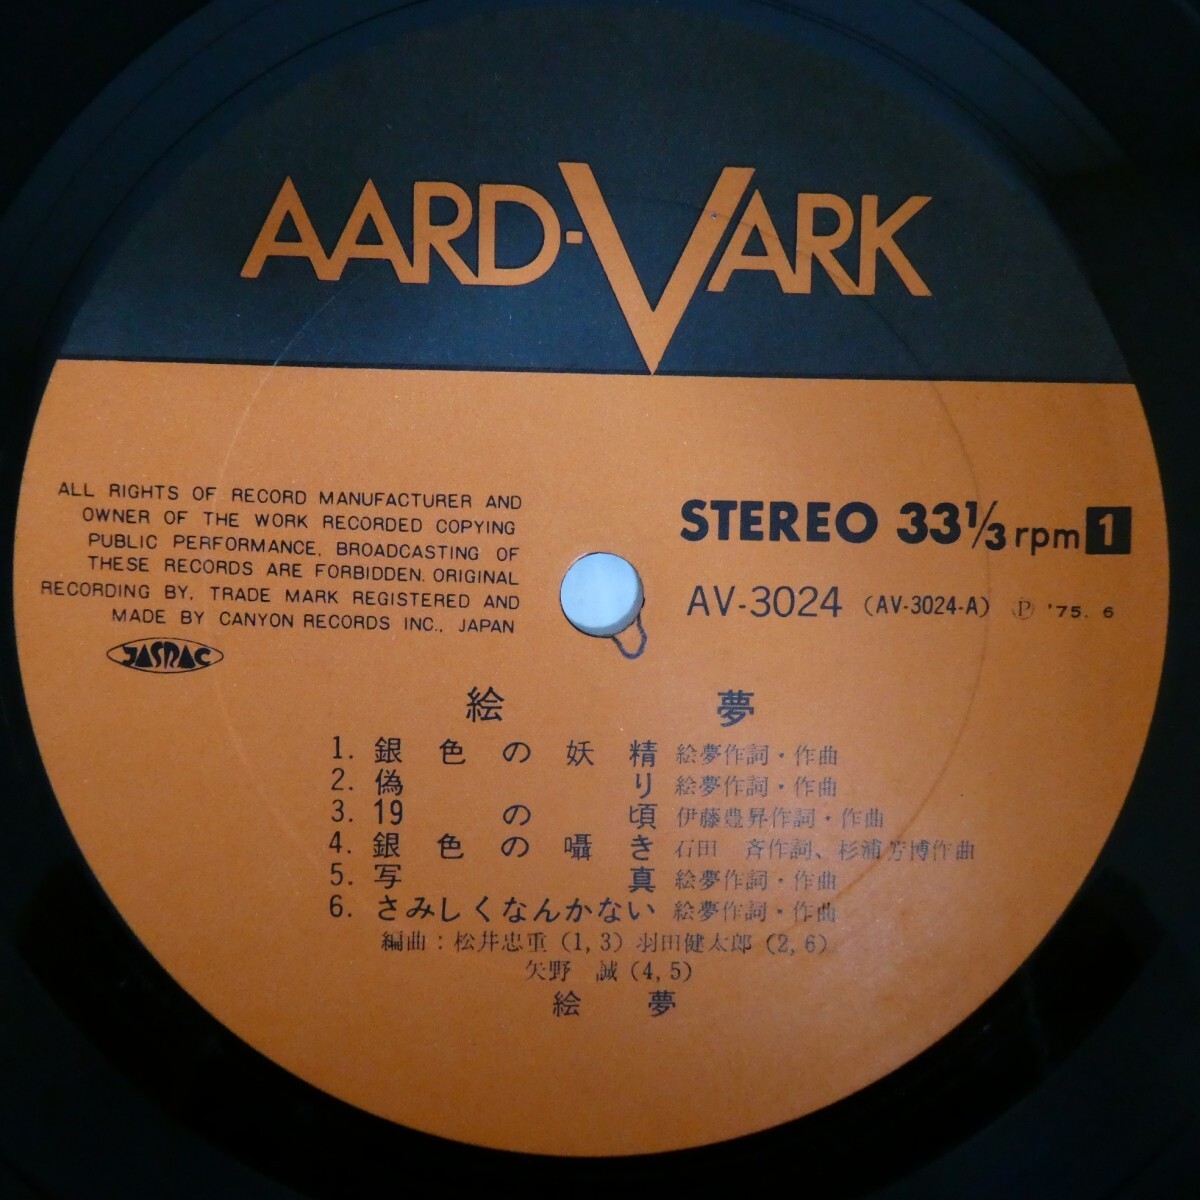 AARD-VARK
ALL RIGHTS OF RECORD MANUFACTURER AND
OWNER OF THE WORK RECORDED COPYING
PUBLIC PERFORMANCE, BROADCASTING OF
THESE RECORDS ARE FORBIDDEN. ORIGINAL
RECORDING BY. TRADE MARK REGISTERED AND
MADE BY CANYON RECORDS INC., JAPAN
JASRAC
STEREO 33⅓ rpm 1
AV-3024 (AV-3024-A) Ⓟ '75. 6
絵 夢
1. 銀色の妖精 絵夢作詞・作曲
2. 偽り 絵夢作詞・作曲
3. 19の頃 伊藤豊昇作詞・作曲
4. 銀色の囁き 石田 斉作詞、杉浦芳博作曲
5. 写真 絵夢作詞・作曲
6. さみしくなんかない 絵夢作詞・作曲
編曲:松井忠重(1,3)羽田健太郎(2,6)
矢野 誠(4,5)
絵 夢